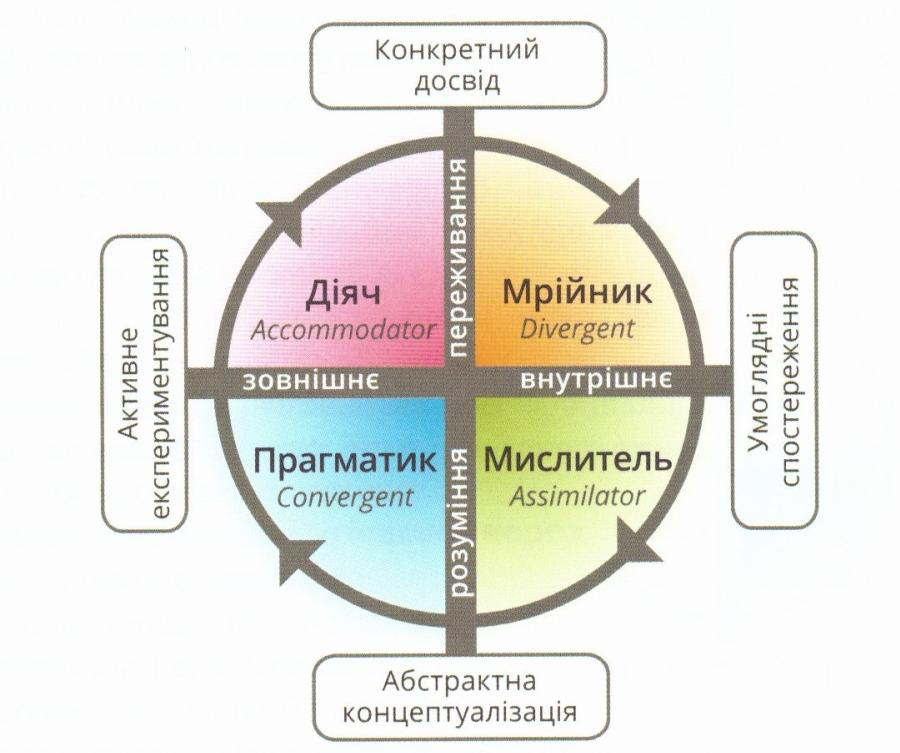 Конкретний
досвід
переживання
Діяч
Accommodator
Мрійник
Divergent
Активне
експериментування
зовнішнє
внутрішнє
Умоглядні
спостереження
Прагматик
Convergent
Мислитель
Assimilator
розуміння
Абстрактна
концептуалізація